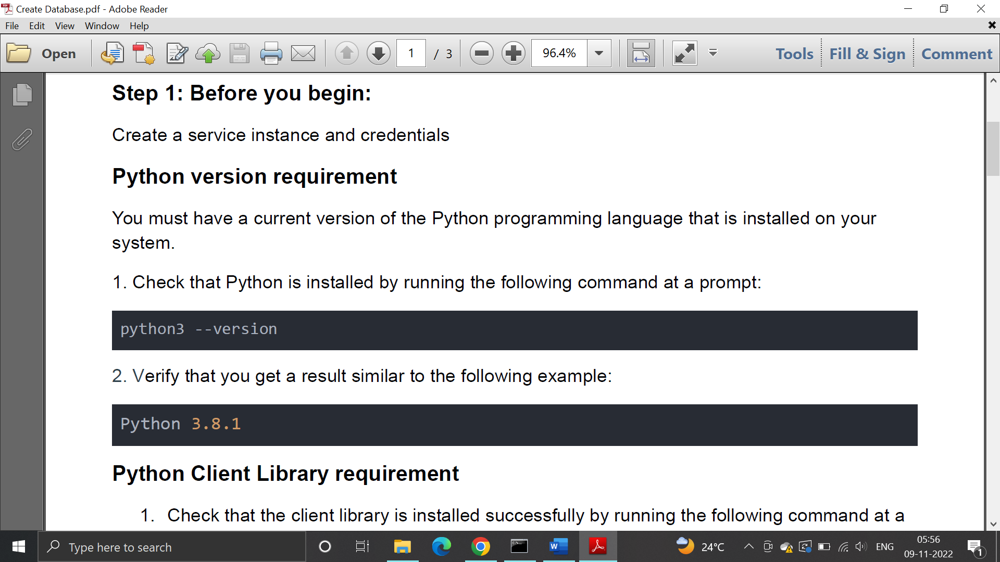 Create Database.pdf - Adobe Reader
File Edit View Window Help
Open 1 / 3 96.4% Tools Fill & Sign Comment
Step 1: Before you begin:
Create a service instance and credentials
Python version requirement
You must have a current version of the Python programming language that is installed on your
system.
1. Check that Python is installed by running the following command at a prompt:
python3 --version
2. Verify that you get a result similar to the following example:
Python 3.8.1
Python Client Library requirement
1. Check that the client library is installed successfully by running the following command at a
Type here to search
24°C
ENG
05:56
09-11-2022
1